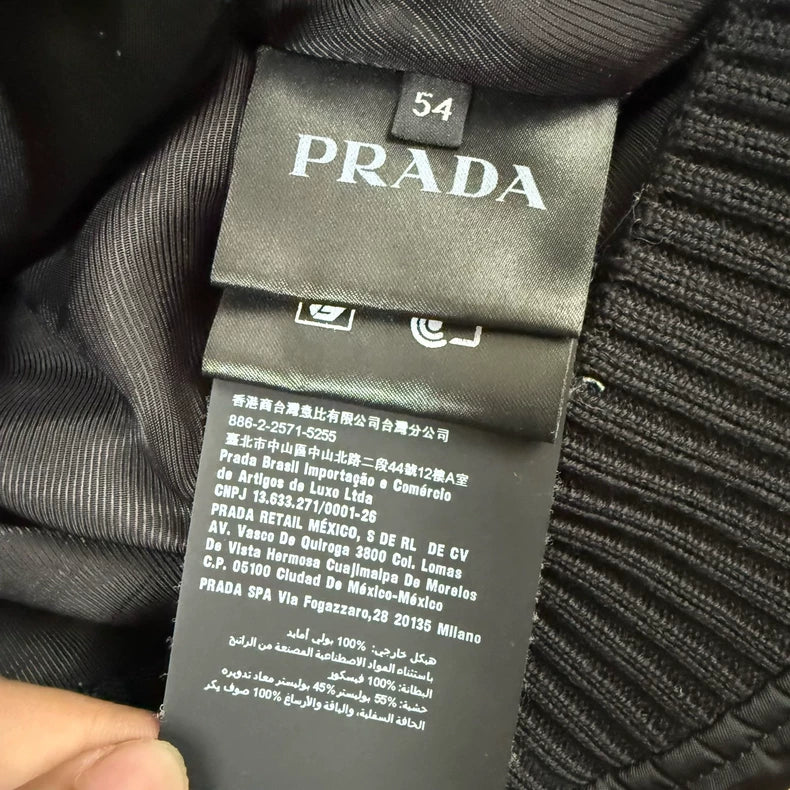 54
PRADA
香港商台灣意比有限公司台灣分公司
886-2-2571-5255
臺北市中山區中山北路二段44號12樓A室
Prada Brasil Importação e Comércio
de Artigos de Luxo Ltda
CNPJ 13.633.271/0001-26
PRADA RETAIL MÉXICO, S DE RL DE CV
AV. Vasco De Quiroga 3800 Col. Lomas
De Vista Hermosa Cuajimalpa De Morelos
C.P. 05100 Ciudad De México-México
PRADA SPA Via Fogazzaro,28 20135 Milano
هيكل خارجي: 100% بولي أمايد
باستثناء المواد الاصطناعية المصنعة من الراتنج
البطانة: 100% فيسكوز
حشية: 55% بوليستر 45% بوليستر معاد تدويره
الحافة السفلية، والياقة والأرساغ 100% صوف بكر